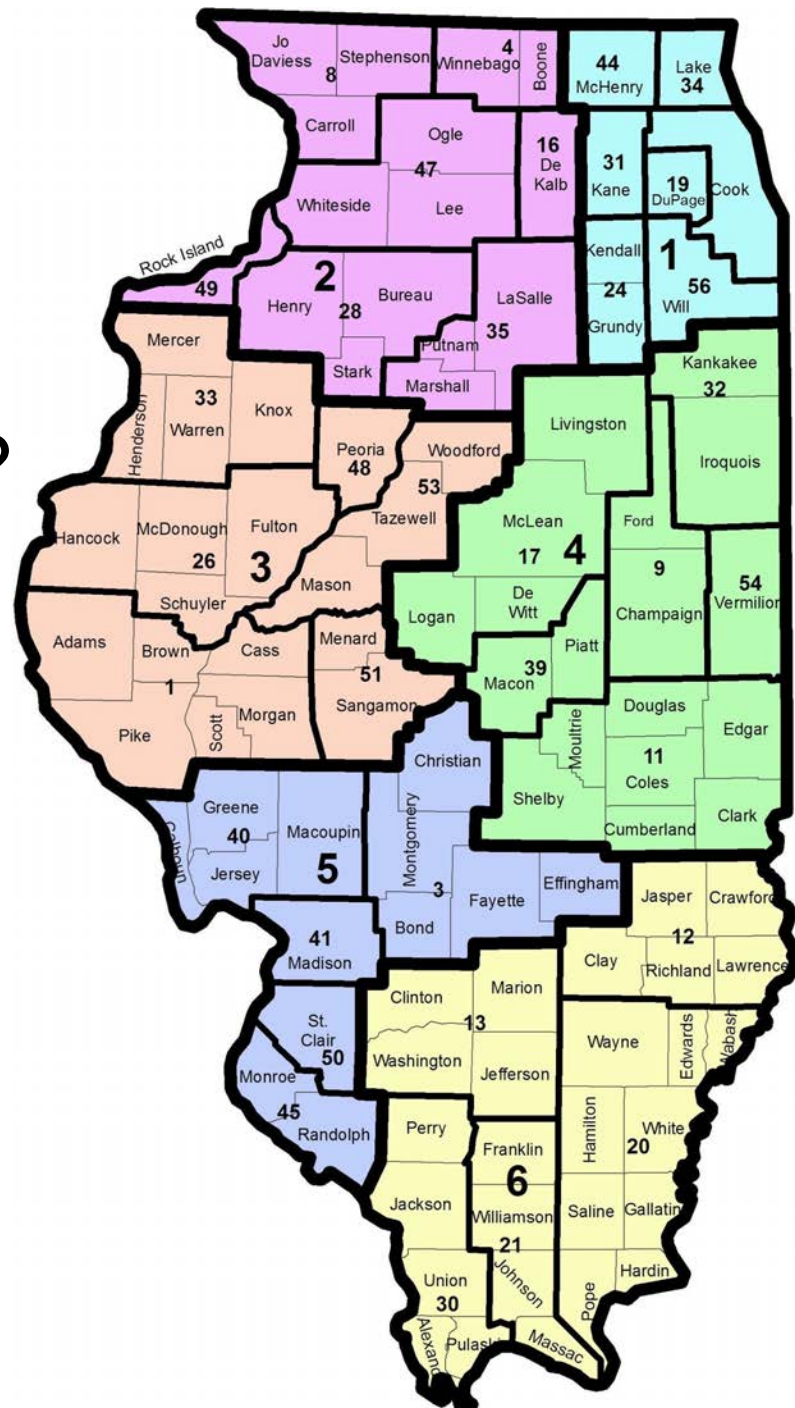 Jo
Daviess
8
Stephenson
4
Winnebago
Boone
44
McHenry
Lake
34
Carroll
Ogle
47
16
De
Kalb
31
Kane
19
DuPage
Cook
Whiteside
Lee
Rock Island
49
2
Henry
28
Bureau
LaSalle
35
Putnam
Stark
Marshall
Kendall
24
Grundy
1
56
Will
Mercer
33
Henderson
Warren
Knox
Peoria
48
Woodford
53
Tazewell
Livingston
Kankakee
32
Iroquois
Hancock
McDonough
26
Fulton
3
Schuyler
Mason
McLean
17
4
Ford
9
Champaign
54
Vermilion
Logan
De
Witt
Adams
Brown
1
Cass
Menard
51
Sangamon
Macon
39
Piatt
Pike
Scott
Morgan
Christian
Moultrie
Douglas
11
Coles
Edgar
Shelby
Cumberland
Clark
Calhoun
Greene
40
Jersey
Macoupin
5
Montgomery
3
Bond
Fayette
Effingham
Jasper
Crawford
12
41
Madison
Clay
Richland
Lawrence
Clinton
13
Marion
St.
Clair
50
Washington
Jefferson
Wayne
Edwards
Wabash
Monroe
45
Randolph
Perry
Franklin
6
Hamilton
White
20
Jackson
Williamson
21
Saline
Gallatin
Union
30
Johnson
Pope
Hardin
Pulaski
Massac